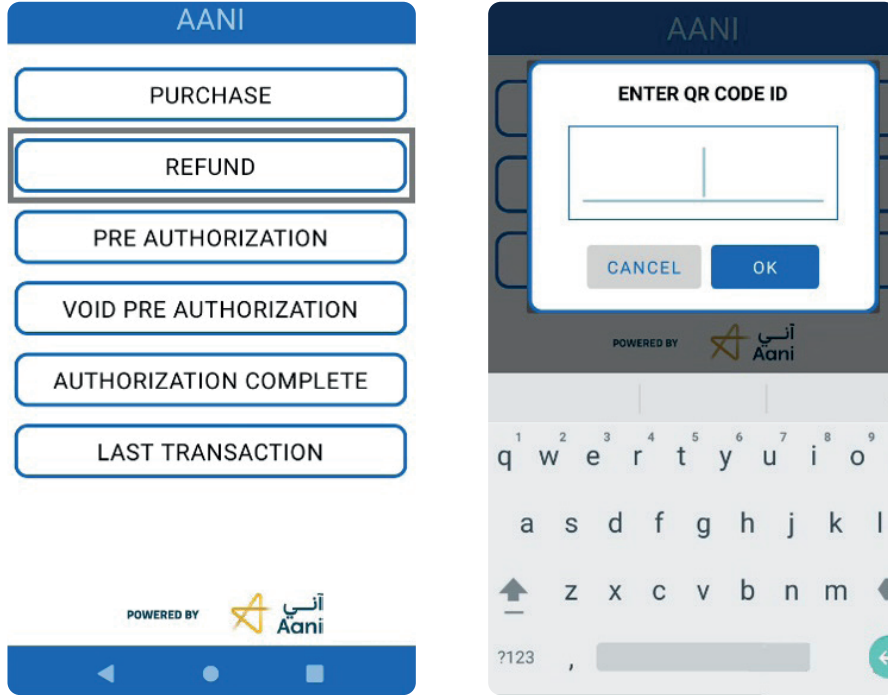 AANI
PURCHASE
REFUND
PRE AUTHORIZATION
VOID PRE AUTHORIZATION
AUTHORIZATION COMPLETE
LAST TRANSACTION
POWERED BY
آني
Aani
AANI
ENTER QR CODE ID
CANCEL OK
POWERED BY
آني
Aani
1 2 3 4 5 6 7 8 9
q w e r t y u i o
a s d f g h j k l
z x c v b n m
?123 ,